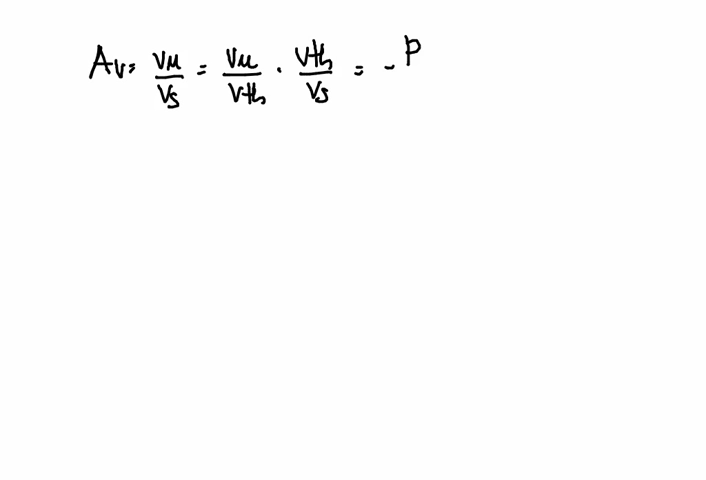 Av = vu/vs = vu/vth · vth/vs = - β